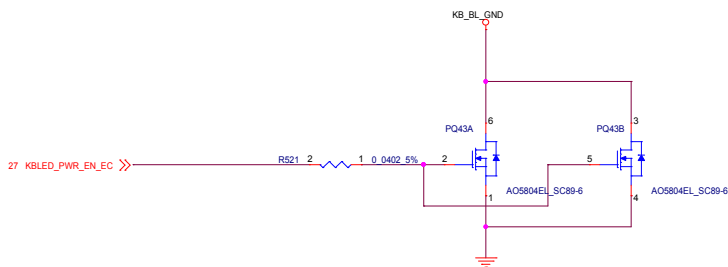 KB_BL_GND
PQ43A
6
PQ43B
3
27 KBLED_PWR_EN_EC
R521 2
1 0_0402_5%
2
5
AO5804EL_SC89-6
1
AO5804EL_SC89-6
4